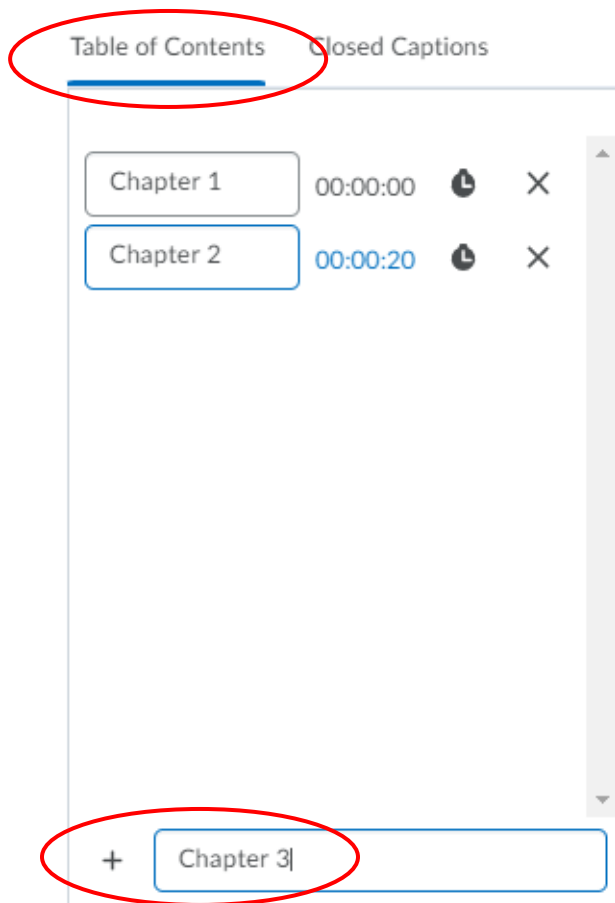 Table of Contents Closed Captions
Chapter 1 00:00:00
Chapter 2 00:00:20
+ Chapter 3